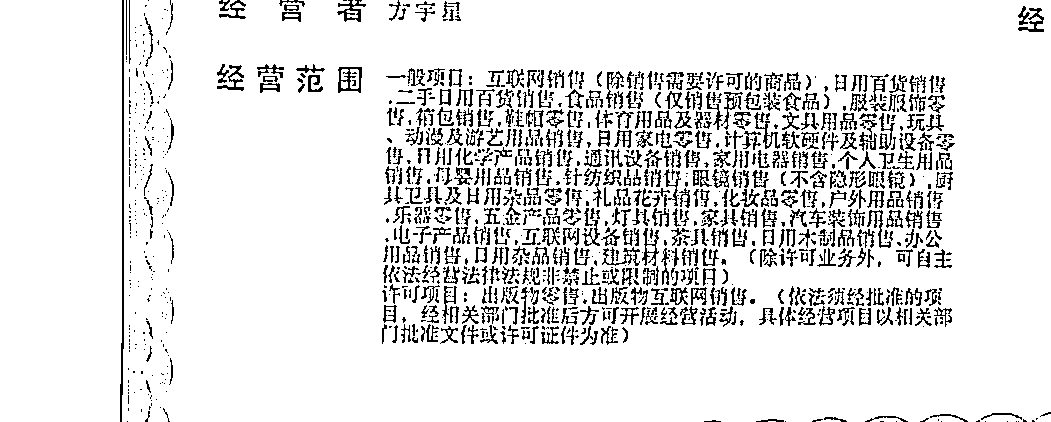 经营者 方宇星
经
经营范围 一般项目：互联网销售（除销售需要许可的商品）,日用百货销售
,二手日用百货销售,食品销售（仅销售预包装食品）,服装服饰零
售,箱包销售,鞋帽零售,体育用品及器材零售,文具用品零售,玩具
、动漫及游艺用品销售,日用家电零售,计算机软硬件及辅助设备零
售,日用化学产品销售,通讯设备销售,家用电器销售,个人卫生用品
销售,母婴用品销售,针纺织品销售,眼镜销售（不含隐形眼镜）,厨
具卫具及日用杂品零售,礼品花卉销售,化妆品零售,户外用品销售
,乐器零售,五金产品零售,灯具销售,家具销售,汽车装饰用品销售
,电子产品销售,互联网设备销售,茶具销售,日用木制品销售,办公
用品销售,日用杂品销售,建筑材料销售。（除许可业务外，可自主
依法经营法律法规非禁止或限制的项目）
许可项目：出版物零售,出版物互联网销售。（依法须经批准的项
目，经相关部门批准后方可开展经营活动，具体经营项目以相关部
门批准文件或许可证件为准）